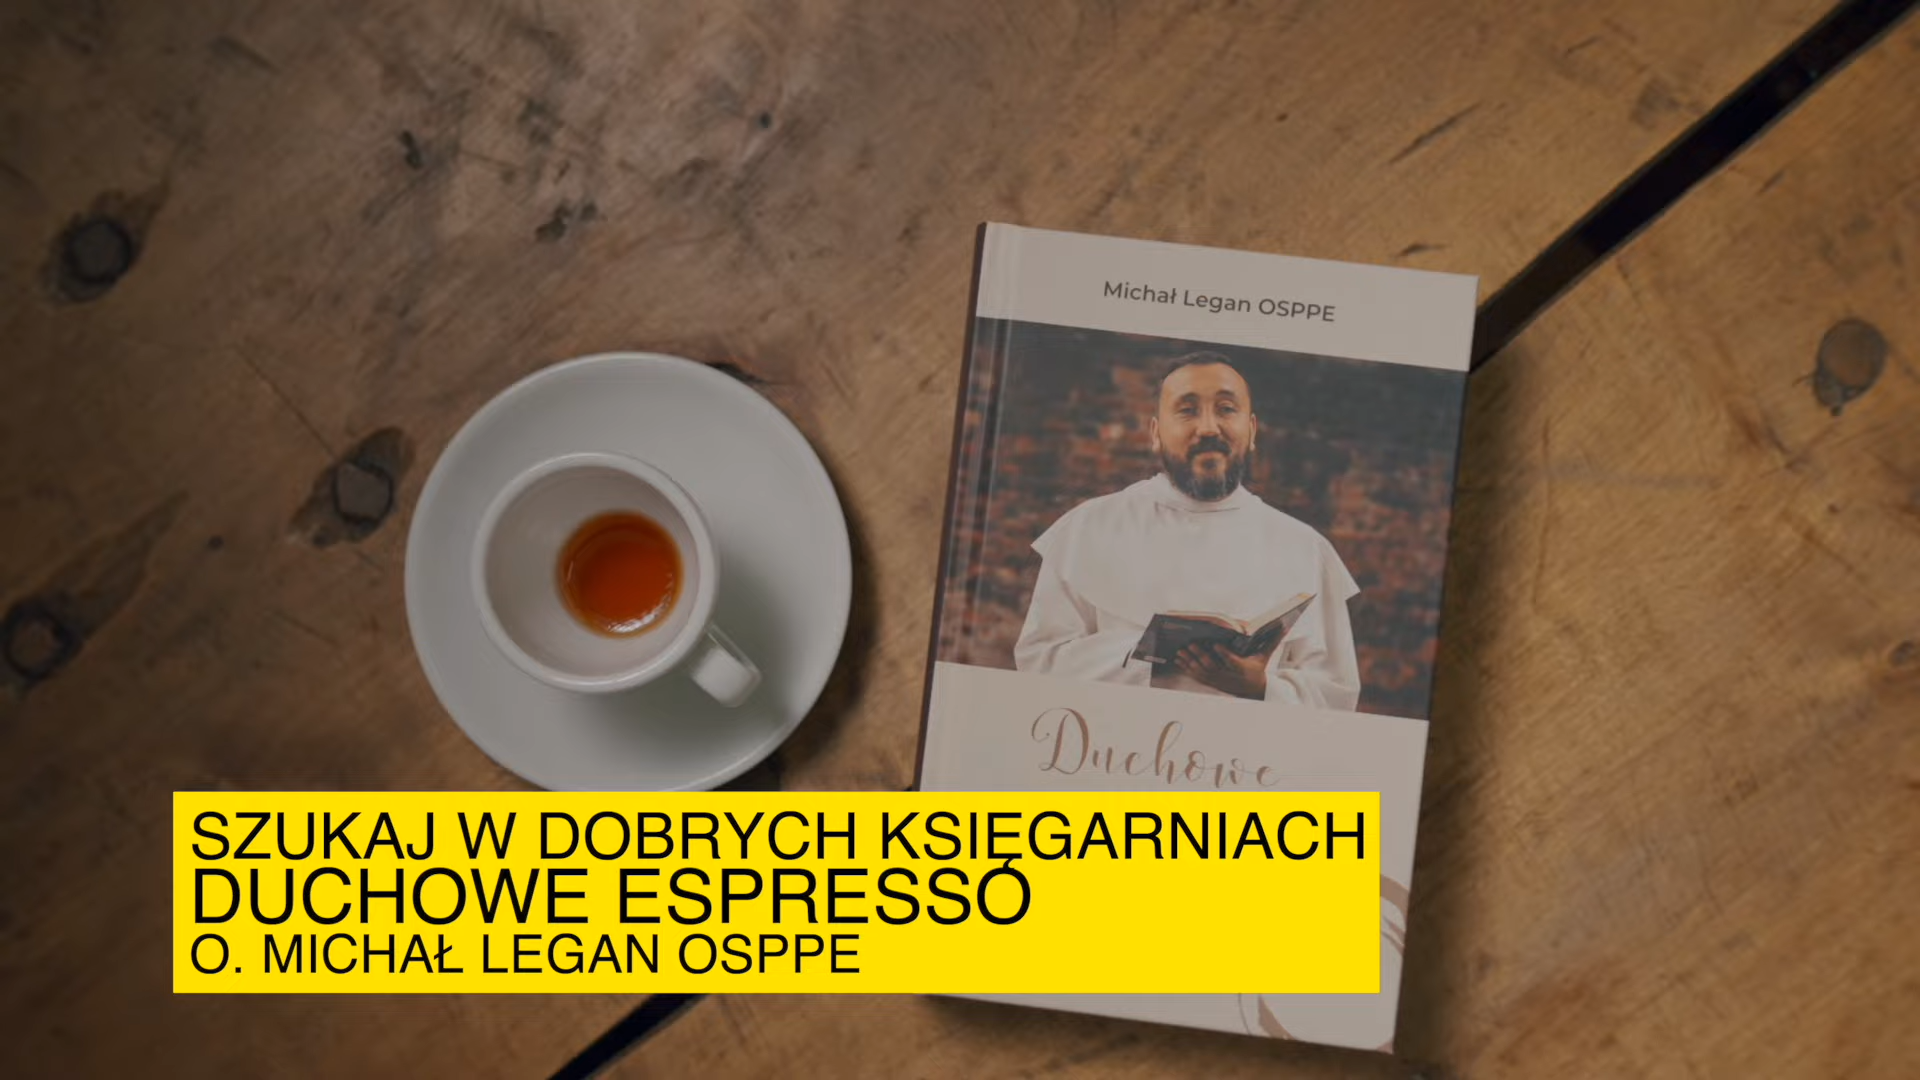 Michał Legan OSPPE
Duchowe
SZUKAJ W DOBRYCH KSIĘGARNIACH
DUCHOWE ESPRESSO
O. MICHAŁ LEGAN OSPPE